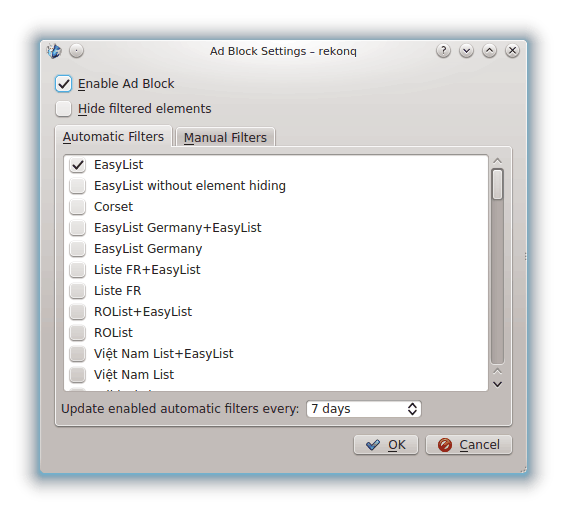 Ad Block Settings – rekonq
Enable Ad Block
Hide filtered elements
Automatic Filters
Manual Filters
EasyList
EasyList without element hiding
Corset
EasyList Germany+EasyList
EasyList Germany
Liste FR+EasyList
Liste FR
ROList+EasyList
ROList
Việt Nam List+EasyList
Việt Nam List
Update enabled automatic filters every: 7 days
OK
Cancel